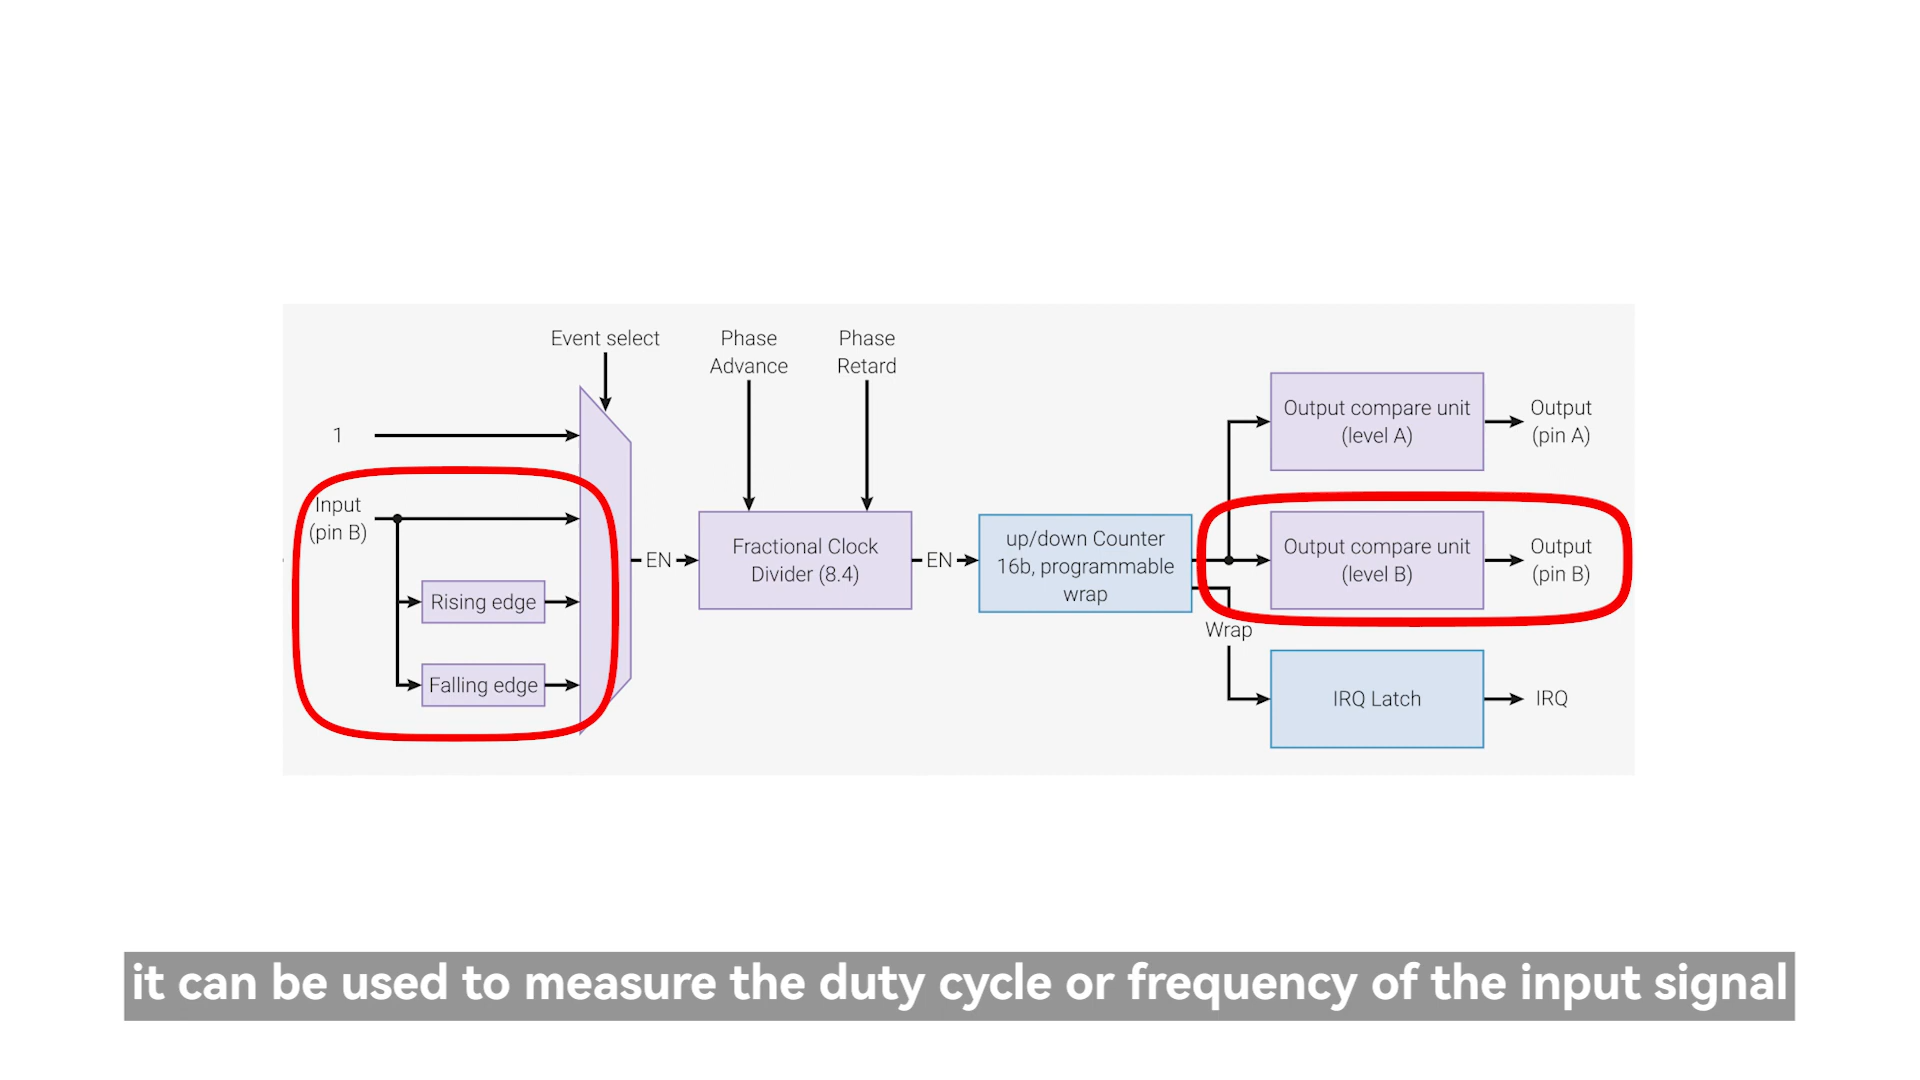 Event select
Phase
Advance
Phase
Retard
1
Input
(pin B)
Rising edge
Falling edge
EN
Fractional Clock
Divider (8.4)
EN
up/down Counter
16b, programmable
wrap
Output compare unit
(level A)
Output
(pin A)
Output compare unit
(level B)
Output
(pin B)
Wrap
IRQ Latch
IRQ
it can be used to measure the duty cycle or frequency of the input signal